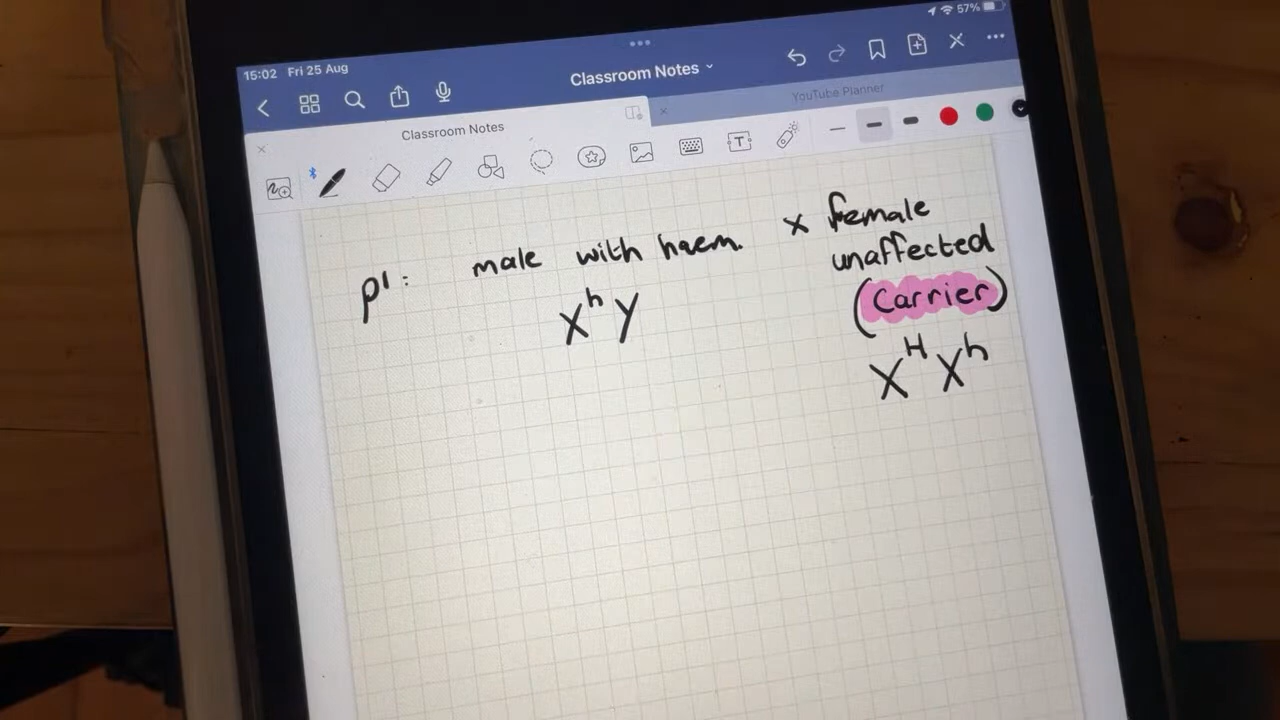 15:02 Fri 25 Aug
57%
Classroom Notes
Classroom Notes
YouTube Planner
p1: male with haem. x female
unaffected
(Carrier)
XʰY
XᴴXʰ